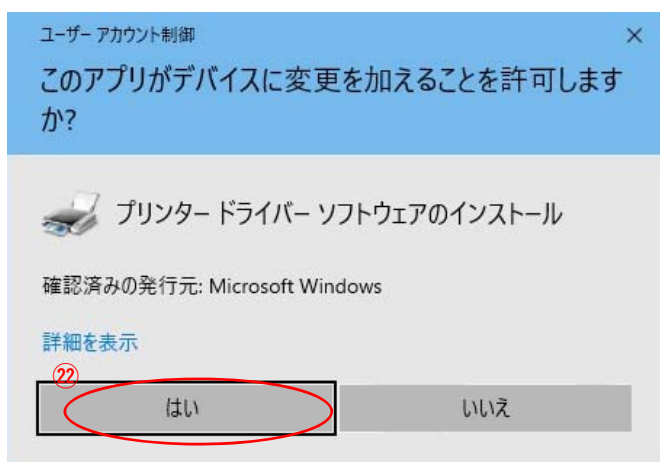 ユーザー アカウント制御
このアプリがデバイスに変更を加えることを許可します
か?
プリンター ドライバー ソフトウェアのインストール
確認済みの発行元: Microsoft Windows
詳細を表示
㉒
はい
いいえ